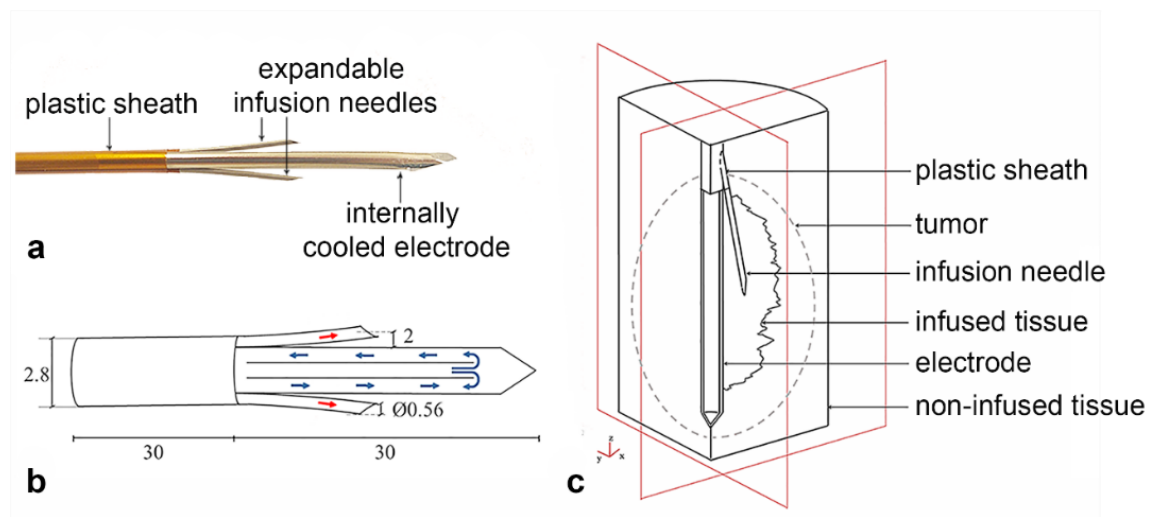 expandable
plastic sheath infusion needles
internally
cooled electrode
a
2
2.8
Ø0.56
30 30
b
plastic sheath
tumor
infusion needle
infused tissue
electrode
non-infused tissue
z
y x
c